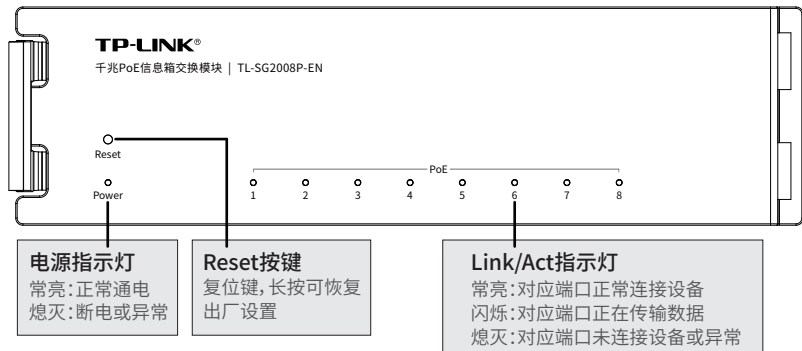 TP-LINK®
千兆PoE信息箱交换模块 | TL-SG2008P-EN
Reset
PoE
Power
1 2 3 4 5 6 7 8
电源指示灯
常亮:正常通电
熄灭:断电或异常
Reset按键
复位键,长按可恢复
出厂设置
Link/Act指示灯
常亮:对应端口正常连接设备
闪烁:对应端口正在传输数据
熄灭:对应端口未连接设备或异常